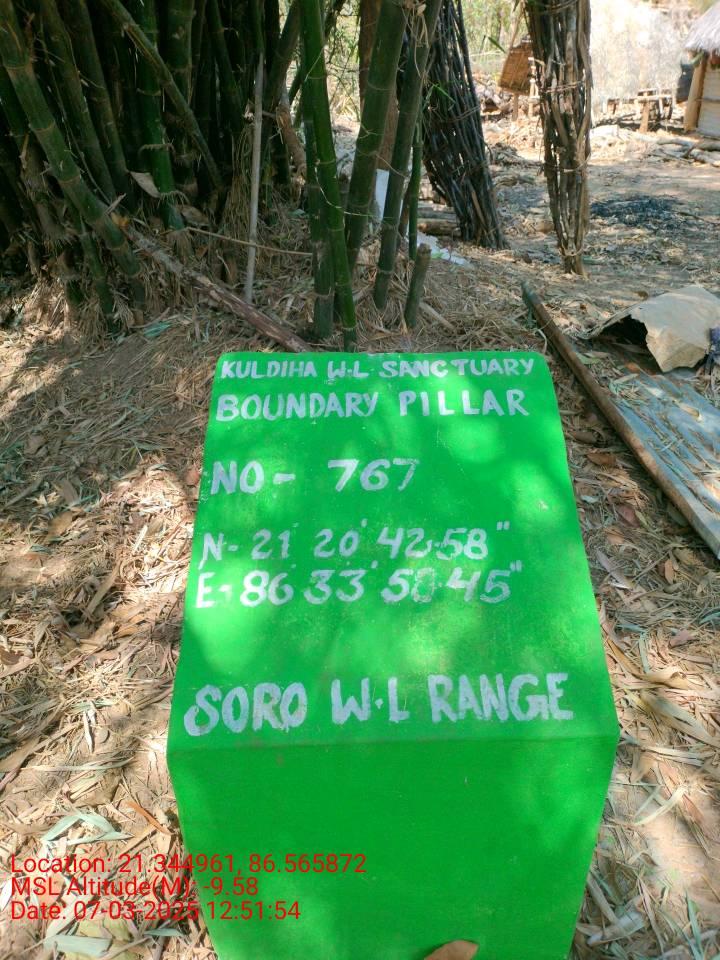 KULDIHA W.L SANCTUARY
BOUNDARY PILLAR
NO- 767
N- 21° 20' 42.58"
E- 86° 33' 50.45"
SORO W.L RANGE
Location: 21.344961, 86.565872
MSL Altitude(M): -9.58
Date: 07-03-2025 12:51:54